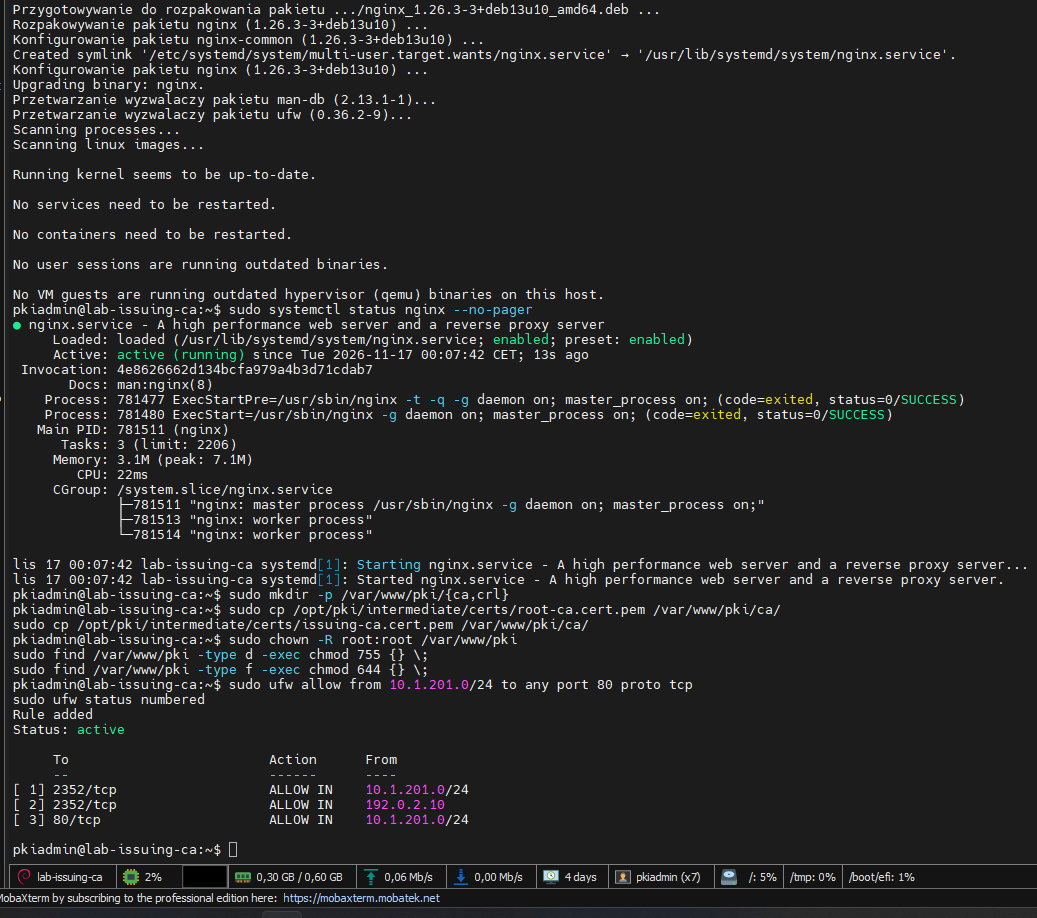 Przygotowywanie do rozpakowania pakietu .../nginx_1.26.3-3+deb13u10_amd64.deb ...
Rozpakowywanie pakietu nginx (1.26.3-3+deb13u10) ...
Konfigurowanie pakietu nginx-common (1.26.3-3+deb13u10) ...
Created symlink '/etc/systemd/system/multi-user.target.wants/nginx.service' → '/usr/lib/systemd/system/nginx.service'.
Konfigurowanie pakietu nginx (1.26.3-3+deb13u10) ...
Upgrading binary: nginx.
Przetwarzanie wyzwalaczy pakietu man-db (2.13.1-1)...
Przetwarzanie wyzwalaczy pakietu ufw (0.36.2-9)...
Scanning processes...
Scanning linux images...
Running kernel seems to be up-to-date.
No services need to be restarted.
No containers need to be restarted.
No user sessions are running outdated binaries.
No VM guests are running outdated hypervisor (qemu) binaries on this host.
pkiadmin@lab-issuing-ca:~$ sudo systemctl status nginx --no-pager
● nginx.service - A high performance web server and a reverse proxy server
Loaded: loaded (/usr/lib/systemd/system/nginx.service; enabled; preset: enabled)
Active: active (running) since Tue 2026-11-17 00:07:42 CET; 13s ago
Invocation: 4e8626662d134bcfa979a4b3d71cdab7
Docs: man:nginx(8)
Process: 781477 ExecStartPre=/usr/sbin/nginx -t -q -g daemon on; master_process on; (code=exited, status=0/SUCCESS)
Process: 781480 ExecStart=/usr/sbin/nginx -g daemon on; master_process on; (code=exited, status=0/SUCCESS)
Main PID: 781511 (nginx)
Tasks: 3 (limit: 2206)
Memory: 3.1M (peak: 7.1M)
CPU: 22ms
CGroup: /system.slice/nginx.service
├─781511 "nginx: master process /usr/sbin/nginx -g daemon on; master_process on;"
├─781513 "nginx: worker process"
└─781514 "nginx: worker process"
lis 17 00:07:42 lab-issuing-ca systemd[1]: Starting nginx.service - A high performance web server and a reverse proxy server...
lis 17 00:07:42 lab-issuing-ca systemd[1]: Started nginx.service - A high performance web server and a reverse proxy server.
pkiadmin@lab-issuing-ca:~$ sudo mkdir -p /var/www/pki/{ca,crl}
pkiadmin@lab-issuing-ca:~$ sudo cp /opt/pki/intermediate/certs/root-ca.cert.pem /var/www/pki/ca/
sudo cp /opt/pki/intermediate/certs/issuing-ca.cert.pem /var/www/pki/ca/
pkiadmin@lab-issuing-ca:~$ sudo chown -R root:root /var/www/pki
sudo find /var/www/pki -type d -exec chmod 755 {} \;
sudo find /var/www/pki -type f -exec chmod 644 {} \;
pkiadmin@lab-issuing-ca:~$ sudo ufw allow from 10.1.201.0/24 to any port 80 proto tcp
sudo ufw status numbered
Rule added
Status: active
To Action From
-- ------ ----
[ 1] 2352/tcp ALLOW IN 10.1.201.0/24
[ 2] 2352/tcp ALLOW IN 192.0.2.10
[ 3] 80/tcp ALLOW IN 10.1.201.0/24
pkiadmin@lab-issuing-ca:~$
lab-issuing-ca 2% 0,30 GB / 0,60 GB 0,06 Mb/s 0,00 Mb/s 4 days pkiadmin (x7) /: 5% /tmp: 0% /boot/efi: 1%
MobaXterm by subscribing to the professional edition here: https://mobaxterm.mobatek.net